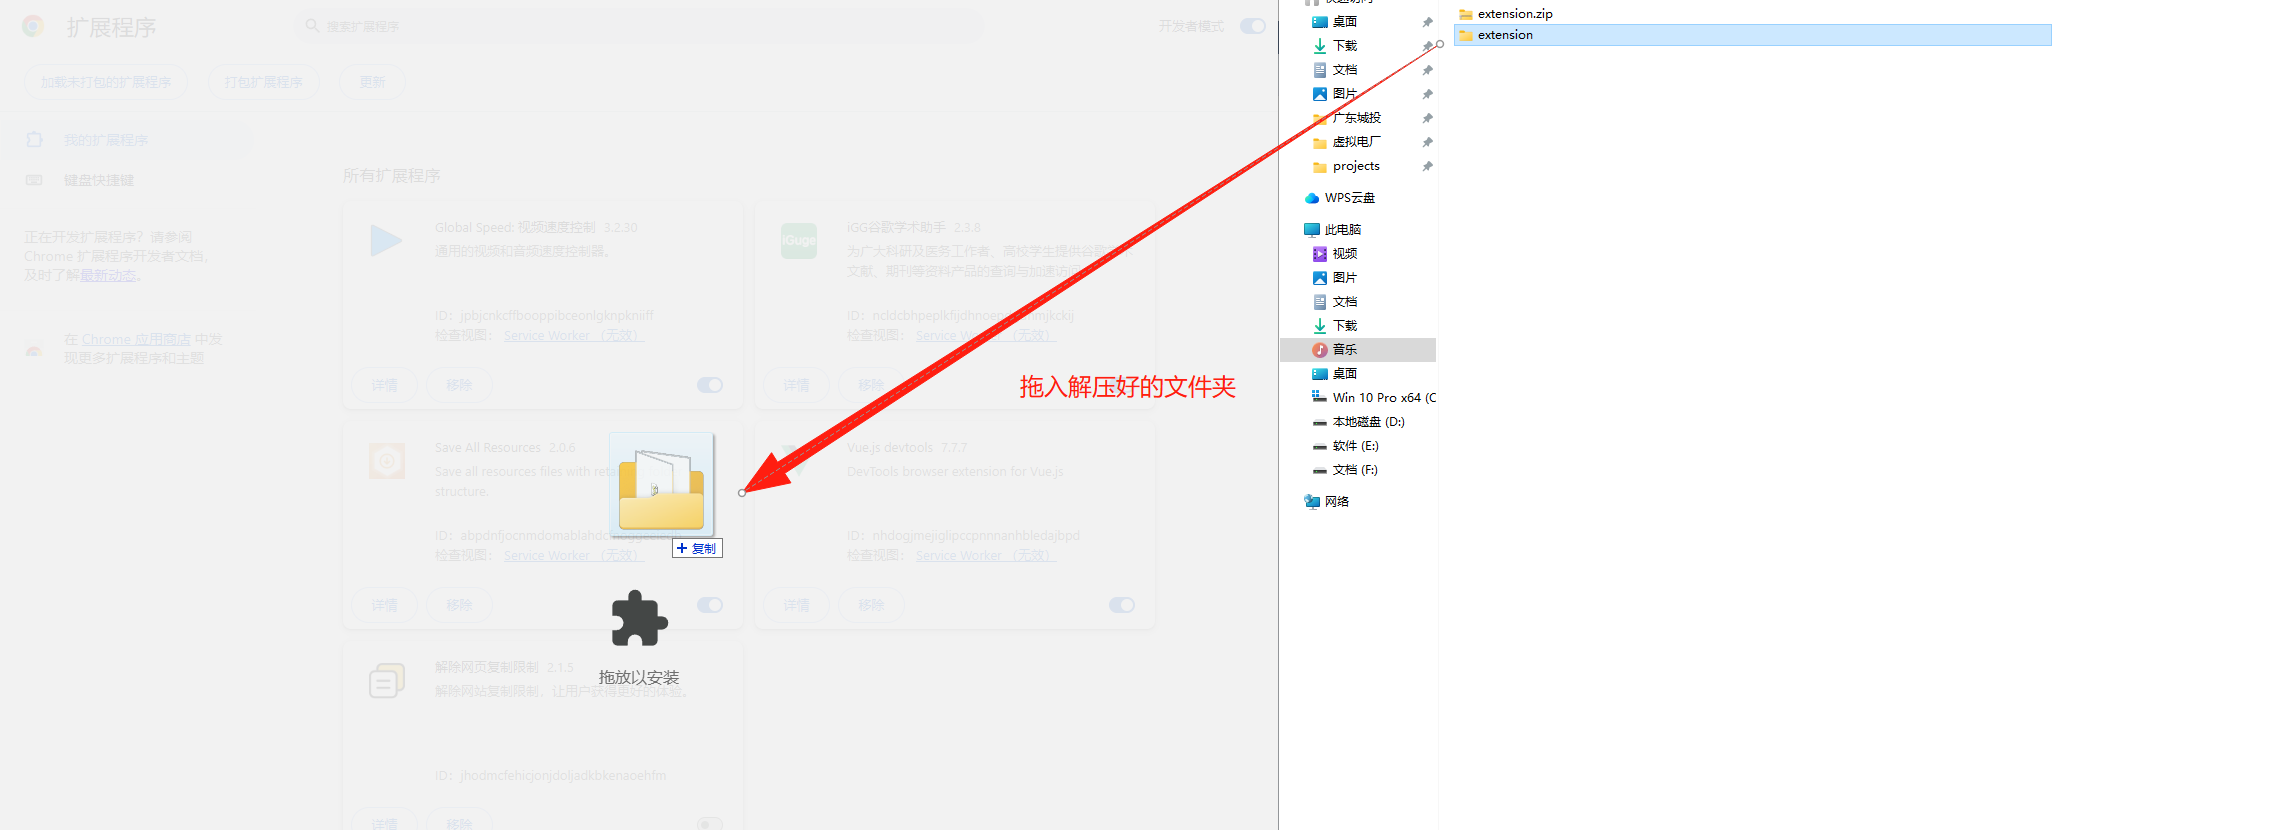 扩展程序
搜索扩展程序
开发者模式
加载未打包的扩展程序
打包扩展程序
更新
我的扩展程序
键盘快捷键
正在开发扩展程序？请参阅
Chrome 扩展程序开发者文档，
及时了解最新动态。
在 Chrome 应用商店 中发
现更多扩展程序和主题
所有扩展程序
Global Speed: 视频速度控制 3.2.30
通用的视频和音频速度控制器。
ID：jpbjcnkcffbooppibceonlgknpkniiff
检查视图： Service Worker （无效）
详情
移除
iGuge
iGG谷歌学术助手 2.3.8
为广大科研及医务工作者、高校学生提供谷歌
文献、期刊等资料产品的查询与加速访问
ID：ncldcbhpeplkfijdhnoep
mjkckij
检查视图： Service Worker （无效）
详情
移除
拖入解压好的文件夹
Save All Resources 2.0.6
Save all resources files with
structure.
ID：abpdnfjocnmdomablahdc
检查视图： Service Worker （无效）
详情
移除
复制
Vue.js devtools 7.7.7
DevTools browser extension for Vue.js
ID：nhdogjmejiglipccpnnnanhbledajbpd
检查视图： Service Worker （无效）
详情
移除
拖放以安装
解除网页复制限制 2.1.5
解除网站复制限制，让用户获得更好的体验。
ID：jhodmcfehicjonjdoljadkbkenaoehfm
详情
移除
快速访问
桌面
下载
文档
图片
广东城投
虚拟电厂
projects
WPS云盘
此电脑
视频
图片
文档
下载
音乐
桌面
Win 10 Pro x64 (C
本地磁盘 (D:)
软件 (E:)
文档 (F:)
网络
extension.zip
extension